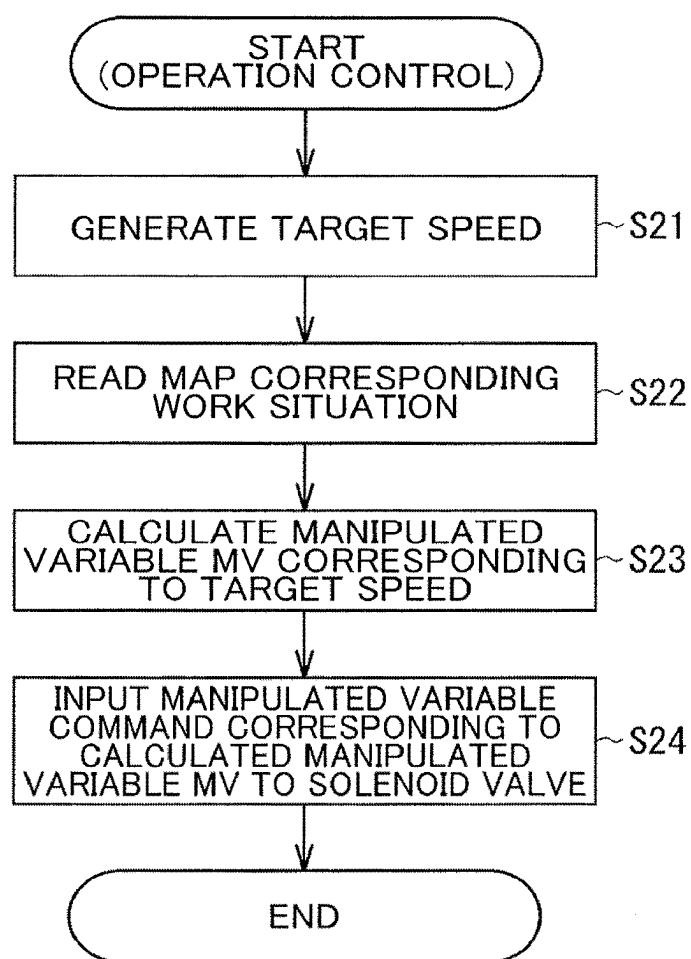 START
(OPERATION CONTROL)
GENERATE TARGET SPEED
S21
READ MAP CORRESPONDING
WORK SITUATION
S22
CALCULATE MANIPULATED
VARIABLE MV CORRESPONDING
TO TARGET SPEED
S23
INPUT MANIPULATED VARIABLE
COMMAND CORRESPONDING TO
CALCULATED MANIPULATED
VARIABLE MV TO SOLENOID VALVE
S24
END